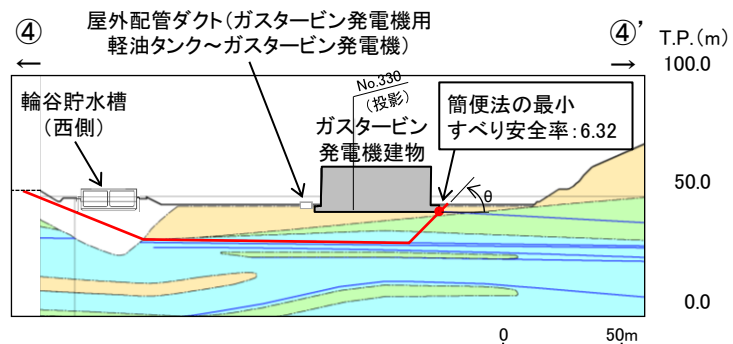 屋外配管ダクト(ガスタービン発電機用
軽油タンク~ガスタービン発電機)
④
④’
T.P.(m)
←
→
100.0
輪谷貯水槽
(西側)
No.330
(投影)
ガスタービン
発電機建物
簡便法の最小
すべり安全率:6.32
50.0
θ
0.0
0
50m